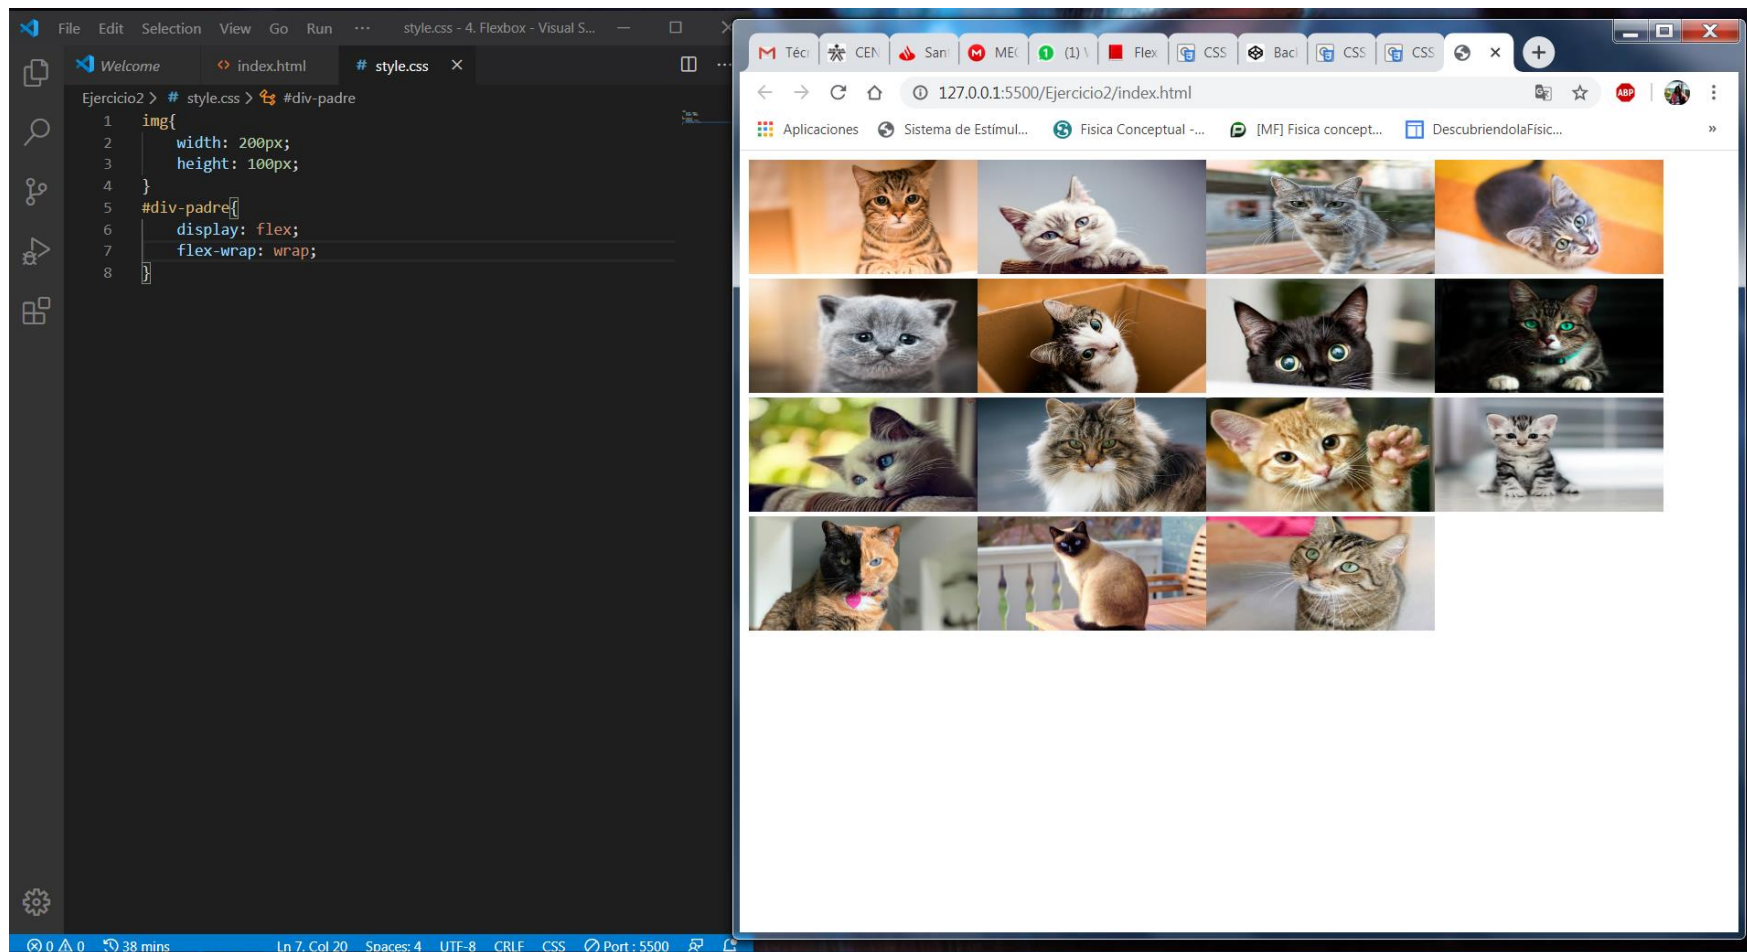 File Edit Selection View Go Run ··· style.css - 4. Flexbox - Visual S...
Welcome index.html # style.css
Ejercicio2 > # style.css > #div-padre
1 img{
2 width: 200px;
3 height: 100px;
4 }
5 #div-padre{
6 display: flex;
7 flex-wrap: wrap;
8 }
0 0 38 mins Ln 7, Col 20 Spaces: 4 UTF-8 CRLF CSS Port : 5500
Técr CEN San ME (1) Flex CSS Bac CSS CSS
127.0.0.1:5500/Ejercicio2/index.html ABP
Aplicaciones Sistema de Estímul... Fisica Conceptual -... [MF] Fisica concept... DescubriendolaFísic... »